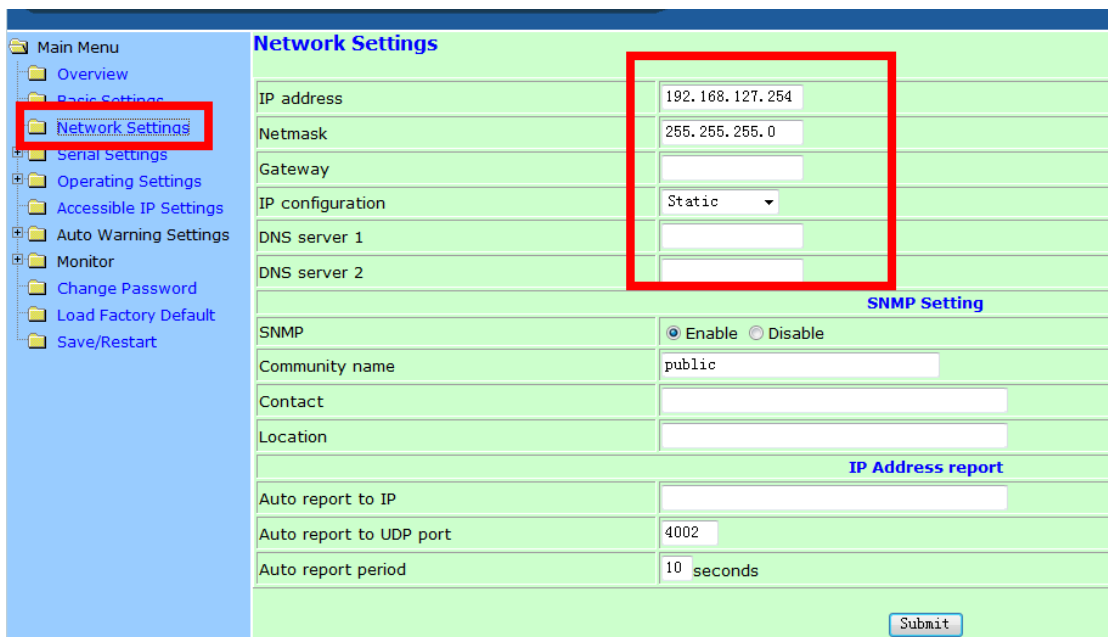 Main Menu
Overview
Basic Settings
Network Settings
Serial Settings
Operating Settings
Accessible IP Settings
Auto Warning Settings
Monitor
Change Password
Load Factory Default
Save/Restart
Network Settings
IP address 192.168.127.254
Netmask 255.255.255.0
Gateway
IP configuration Static
DNS server 1
DNS server 2
SNMP Setting
SNMP Enable Disable
Community name public
Contact
Location
IP Address report
Auto report to IP
Auto report to UDP port 4002
Auto report period 10 seconds
Submit